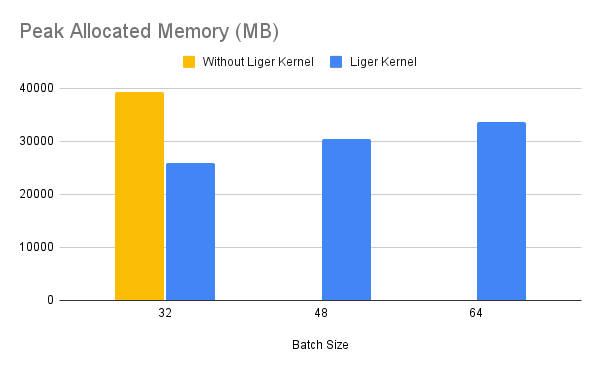 Peak Allocated Memory (MB)
Without Liger Kernel Liger Kernel
40000
30000
20000
10000
0
32 48 64
Batch Size